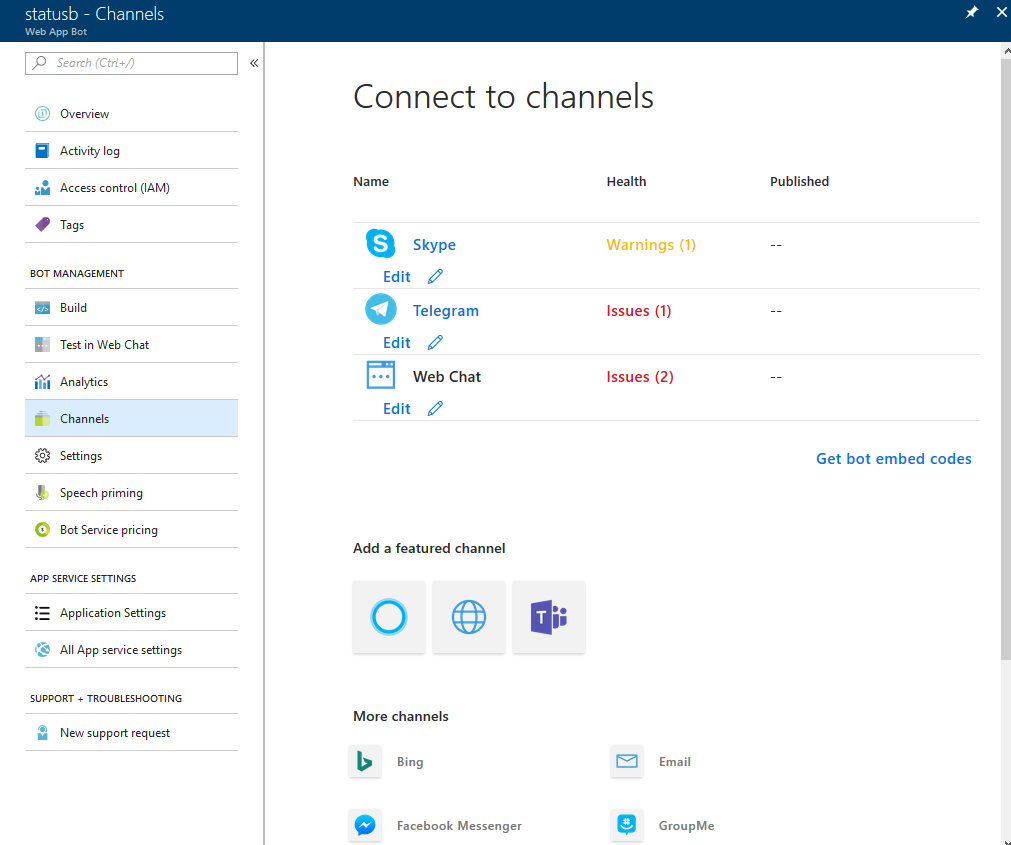 statusb - Channels
Web App Bot
Search (Ctrl+/)
Overview
Activity log
Access control (IAM)
Tags
BOT MANAGEMENT
Build
Test in Web Chat
Analytics
Channels
Settings
Speech priming
Bot Service pricing
APP SERVICE SETTINGS
Application Settings
All App service settings
SUPPORT + TROUBLESHOOTING
New support request
Connect to channels
Name Health Published
Skype Warnings (1) --
Edit
Telegram Issues (1) --
Edit
Web Chat Issues (2) --
Edit
Get bot embed codes
Add a featured channel
More channels
Bing Email
Facebook Messenger GroupMe